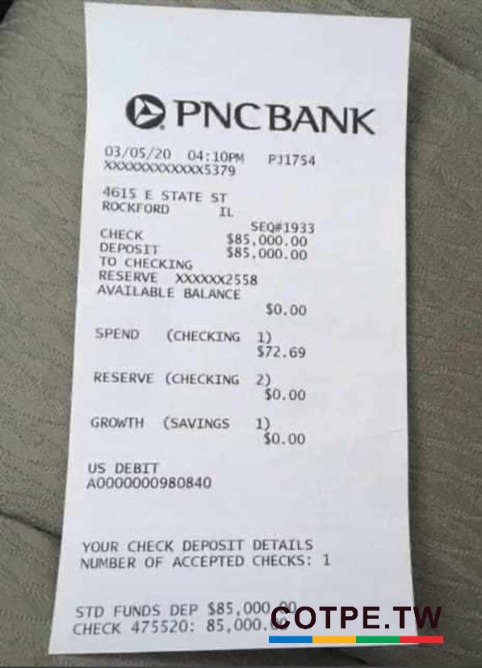 PNC BANK
03/05/20 04:10PM PJ1754
XXXXXXXXXXXX5379
4615 E STATE ST
ROCKFORD IL
SEQ#1933
CHECK $85,000.00
DEPOSIT $85,000.00
TO CHECKING
RESERVE XXXXXX2558
AVAILABLE BALANCE
$0.00
SPEND (CHECKING 1)
$72.69
RESERVE (CHECKING 2)
$0.00
GROWTH (SAVINGS 1)
$0.00
US DEBIT
A0000000980840
YOUR CHECK DEPOSIT DETAILS
NUMBER OF ACCEPTED CHECKS: 1
STD FUNDS DEP $85,000.00
CHECK 475520: 85,000.00
COTPE.TW